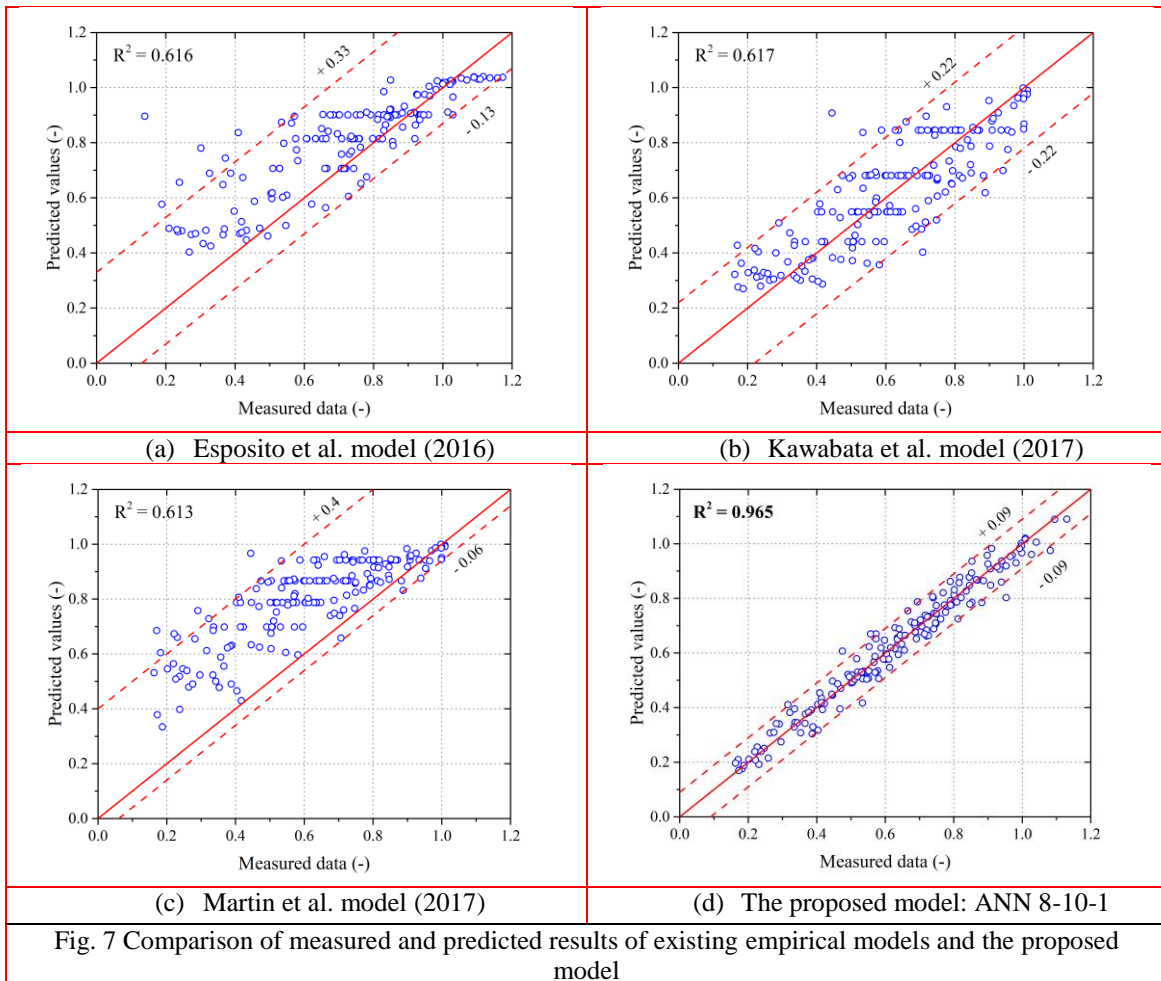 R² = 0.616
+ 0.33
- 0.13
1.2
1.0
0.8
0.6
0.4
0.2
0.0
Predicted values (-)
0.0 0.2 0.4 0.6 0.8 1.0 1.2
Measured data (-)
R² = 0.617
+ 0.22
- 0.22
1.2
1.0
0.8
0.6
0.4
0.2
0.0
Predicted values (-)
0.0 0.2 0.4 0.6 0.8 1.0 1.2
Measured data (-)
(a) Esposito et al. model (2016)
(b) Kawabata et al. model (2017)
R² = 0.613
+ 0.4
- 0.06
1.2
1.0
0.8
0.6
0.4
0.2
0.0
Predicted values (-)
0.0 0.2 0.4 0.6 0.8 1.0 1.2
Measured data (-)
R² = 0.965
+ 0.09
- 0.09
1.2
1.0
0.8
0.6
0.4
0.2
0.0
Predicted values (-)
0.0 0.2 0.4 0.6 0.8 1.0 1.2
Measured data (-)
(c) Martin et al. model (2017)
(d) The proposed model: ANN 8-10-1
Fig. 7 Comparison of measured and predicted results of existing empirical models and the proposed
model